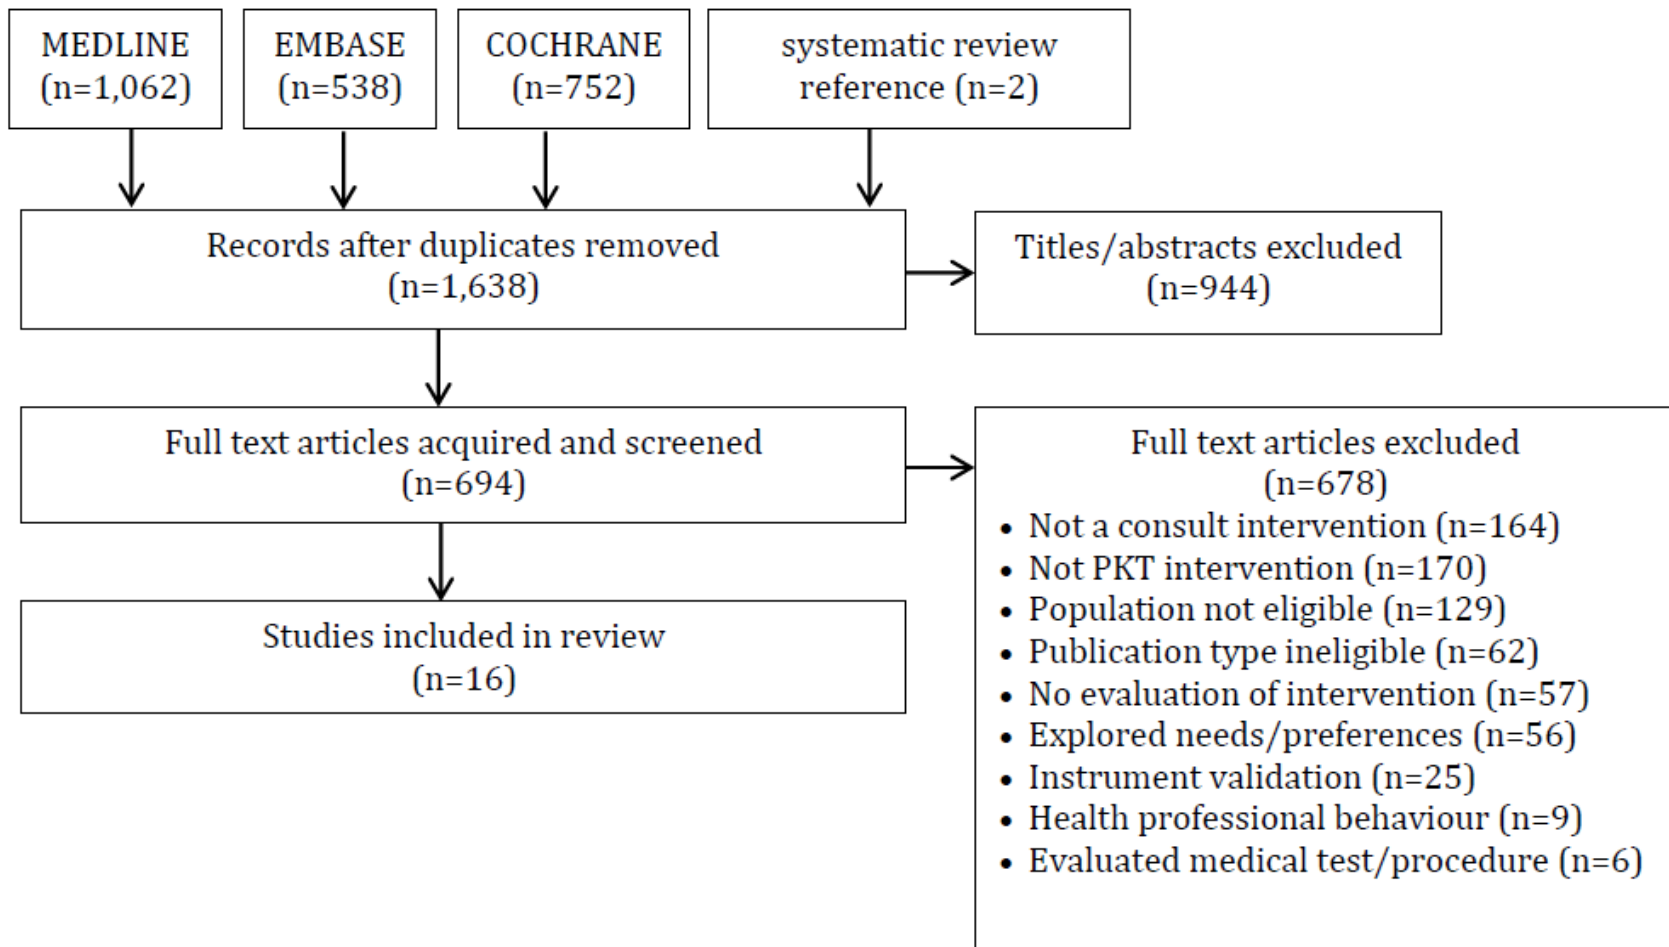 MEDLINE
(n=1,062)
EMBASE
(n=538)
COCHRANE
(n=752)
systematic review
reference (n=2)
Records after duplicates removed
(n=1,638)
Titles/abstracts excluded
(n=944)
Full text articles acquired and screened
(n=694)
Full text articles excluded
(n=678)
• Not a consult intervention (n=164)
• Not PKT intervention (n=170)
• Population not eligible (n=129)
• Publication type ineligible (n=62)
• No evaluation of intervention (n=57)
• Explored needs/preferences (n=56)
• Instrument validation (n=25)
• Health professional behaviour (n=9)
• Evaluated medical test/procedure (n=6)
Studies included in review
(n=16)